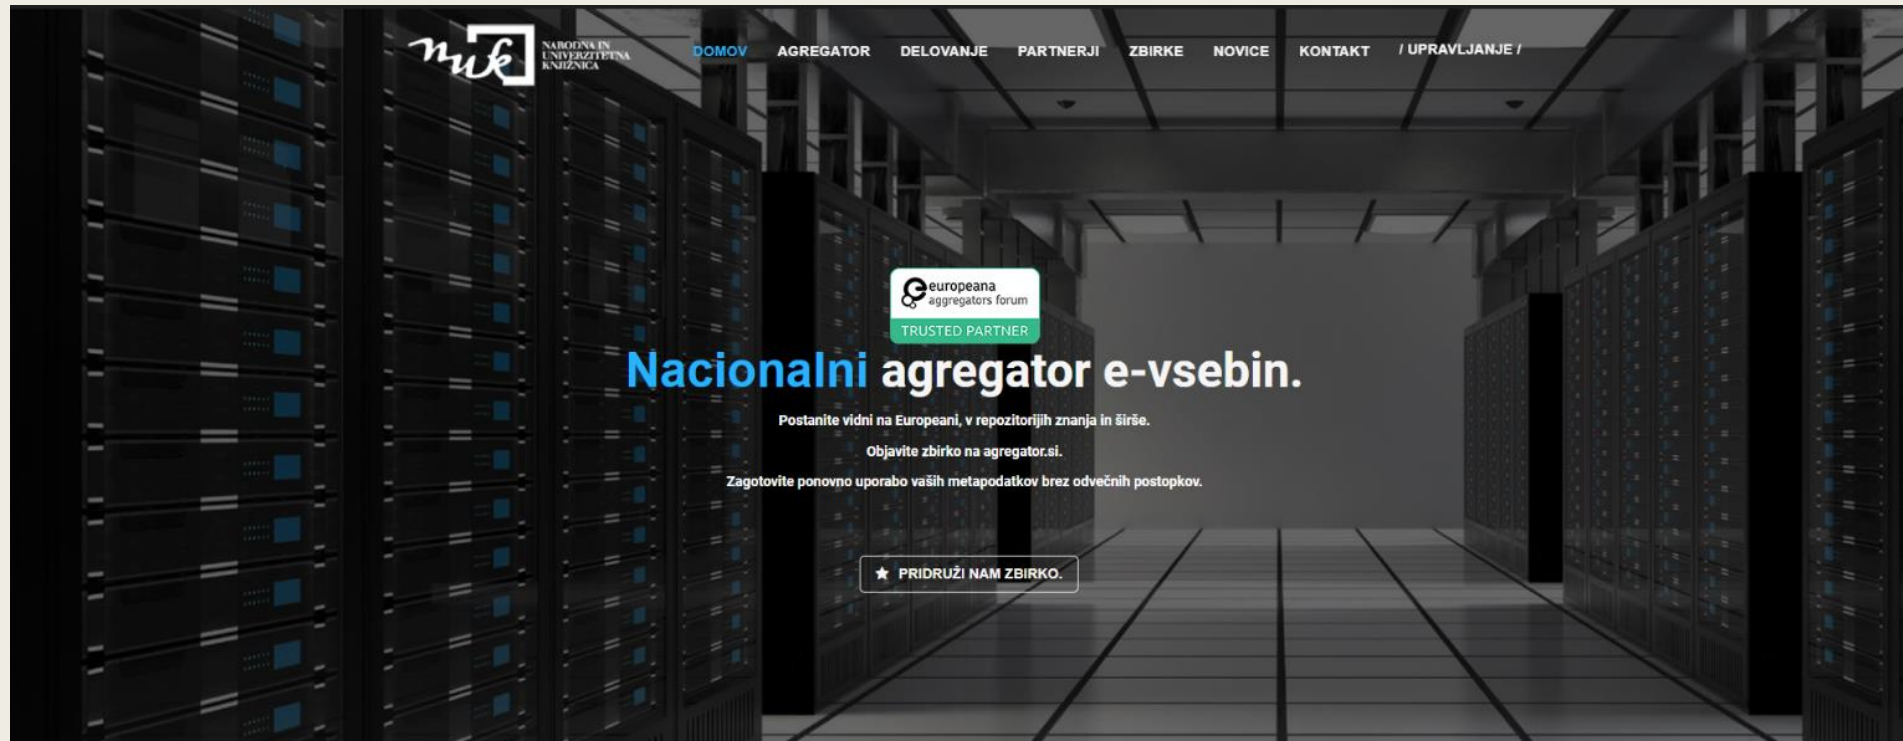 nuk
NARODNA IN
UNIVERZITETNA
KNJIŽNICA
DOMOV AGREGATOR DELOVANJE PARTNERJI ZBIRKE NOVICE KONTAKT / UPRAVLJANJE /
europeana
aggregators forum
TRUSTED PARTNER
Nacionalni agregator e-vsebin.
Postanite vidni na Europeani, v repozitorijih znanja in širše.
Objavite zbirko na agregator.si.
Zagotovite ponovno uporabo vaših metapodatkov brez odvečnih postopkov.
PRIDRUŽI NAM ZBIRKO.